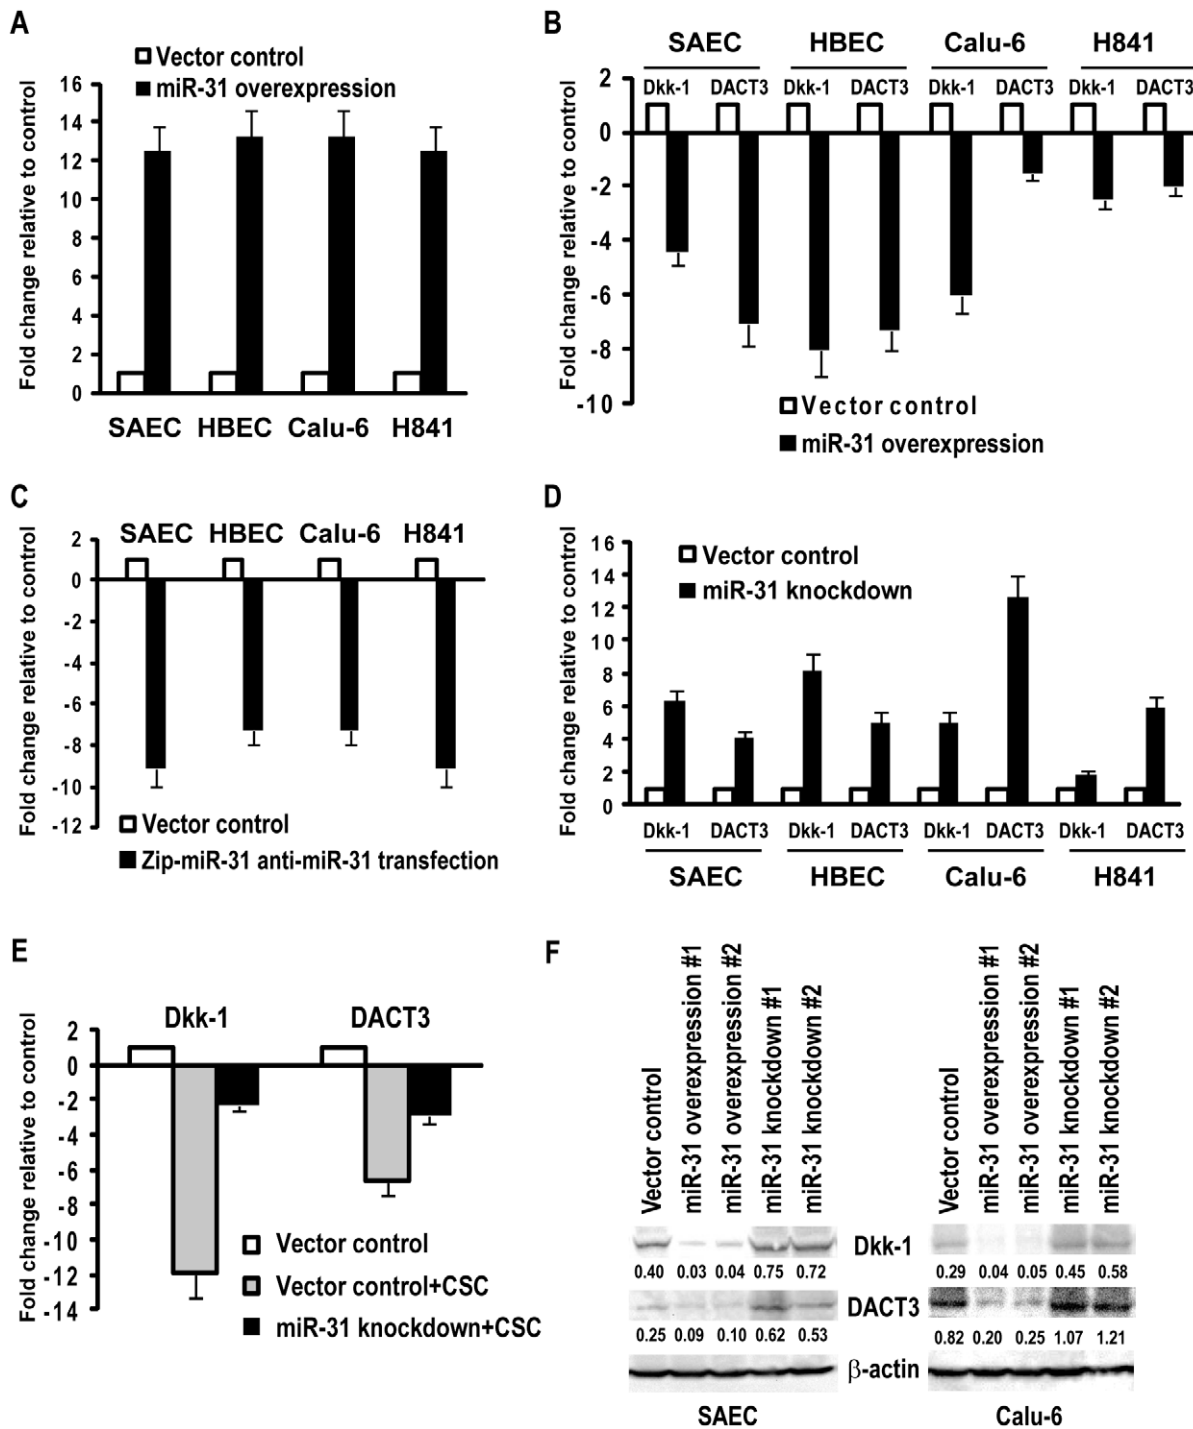 A
Vector control
miR-31 overexpression
Fold change relative to control
16
14
12
10
8
6
4
2
0
SAEC HBEC Calu-6 H841
B
SAEC HBEC Calu-6 H841
Dkk-1 DACT3 Dkk-1 DACT3 Dkk-1 DACT3 Dkk-1 DACT3
Fold change relative to control
2
0
-2
-4
-6
-8
-10
Vector control
miR-31 overexpression
C
SAEC HBEC Calu-6 H841
Fold change relative to control
2
0
-2
-4
-6
-8
-10
-12
Vector control
Zip-miR-31 anti-miR-31 transfection
D
Vector control
miR-31 knockdown
Fold change relative to control
16
14
12
10
8
6
4
2
0
Dkk-1 DACT3 Dkk-1 DACT3 Dkk-1 DACT3 Dkk-1 DACT3
SAEC HBEC Calu-6 H841
E
Dkk-1 DACT3
Fold change relative to control
2
0
-2
-4
-6
-8
-10
-12
-14
Vector control
Vector control+CSC
miR-31 knockdown+CSC
F
Vector control
miR-31 overexpression #1
miR-31 overexpression #2
miR-31 knockdown #1
miR-31 knockdown #2
Vector control
miR-31 overexpression #1
miR-31 overexpression #2
miR-31 knockdown #1
miR-31 knockdown #2
Dkk-1
0.40 0.03 0.04 0.75 0.72 0.29 0.04 0.05 0.45 0.58
DACT3
0.25 0.09 0.10 0.62 0.53 0.82 0.20 0.25 1.07 1.21
β-actin
SAEC Calu-6